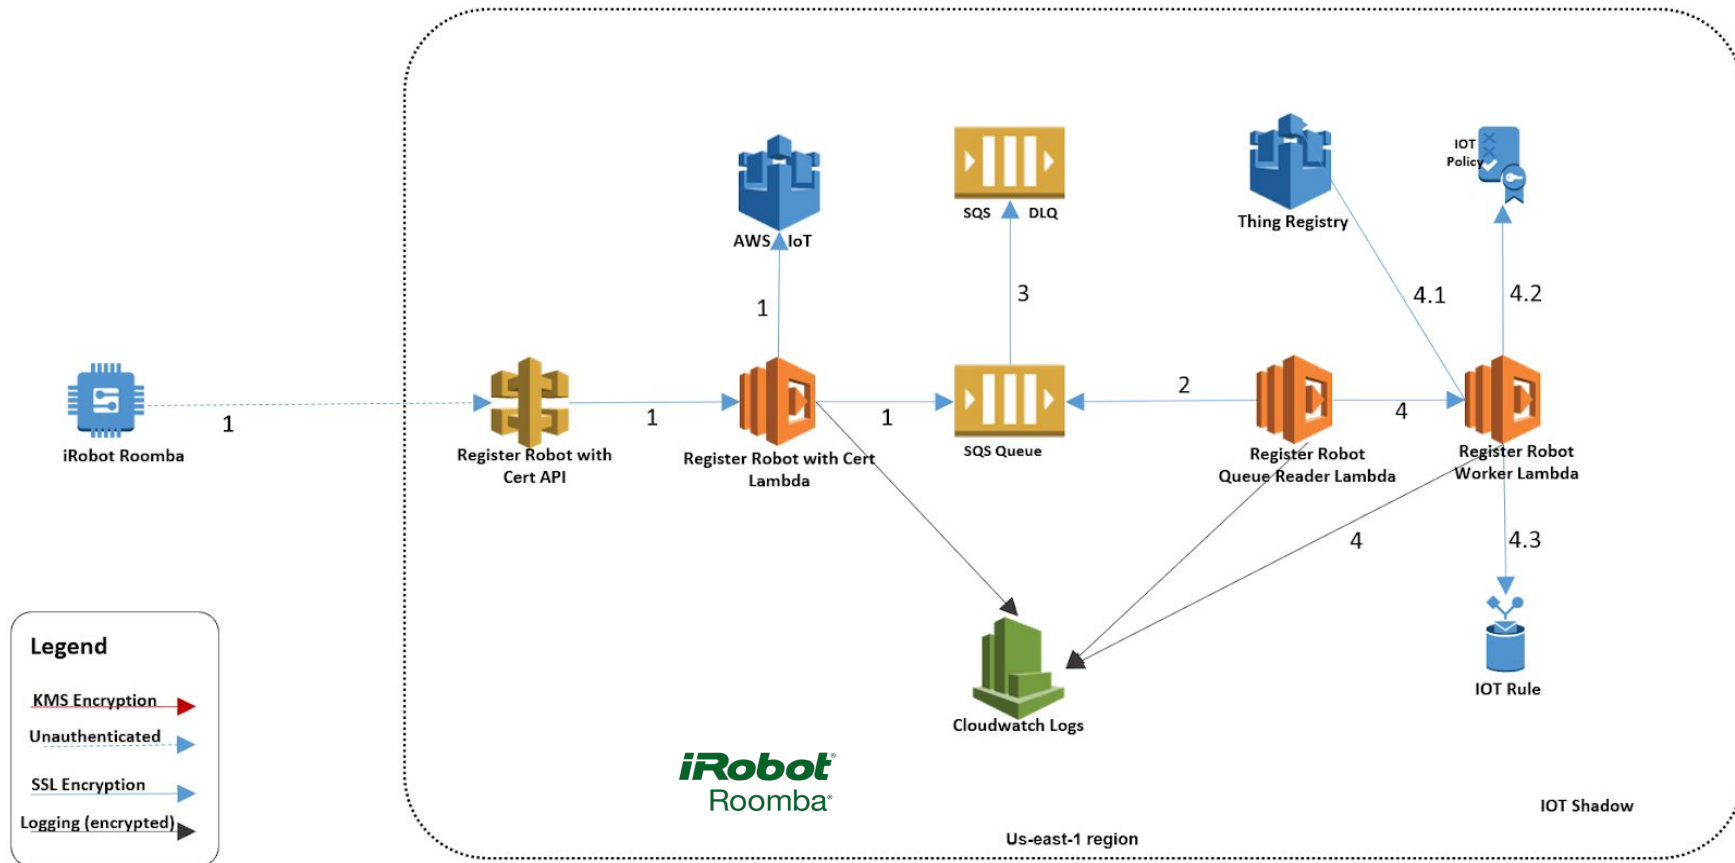 IOT
Policy
SQS DLQ
Thing Registry
AWS IoT
4.1
4.2
3
1
2
1
1
1
4
iRobot Roomba
Register Robot with
Cert API
Register Robot with Cert
Lambda
SQS Queue
Register Robot
Queue Reader Lambda
Register Robot
Worker Lambda
4
4.3
Legend
KMS Encryption
Unauthenticated
SSL Encryption
Logging (encrypted)
IOT Rule
Cloudwatch Logs
iRobot®
Roomba®
IOT Shadow
Us-east-1 region